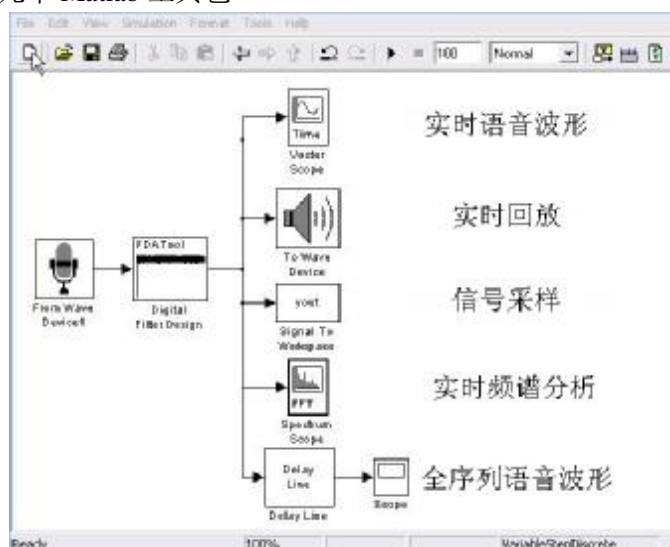 Matlab
File Edit View Simulation Format Tools Help
100 Normal
Time
Vector
Scope
实时语音波形
To Wave
Device
实时回放
FDATool
From Wave
Device
Digital
Filter Design
yout
Signal To
Workspace
信号采样
FFT
Spectrum
Scope
实时频谱分析
Delay
Line
Delay Line
Scope
全序列语音波形
Ready 100% VariableStepDiscrete